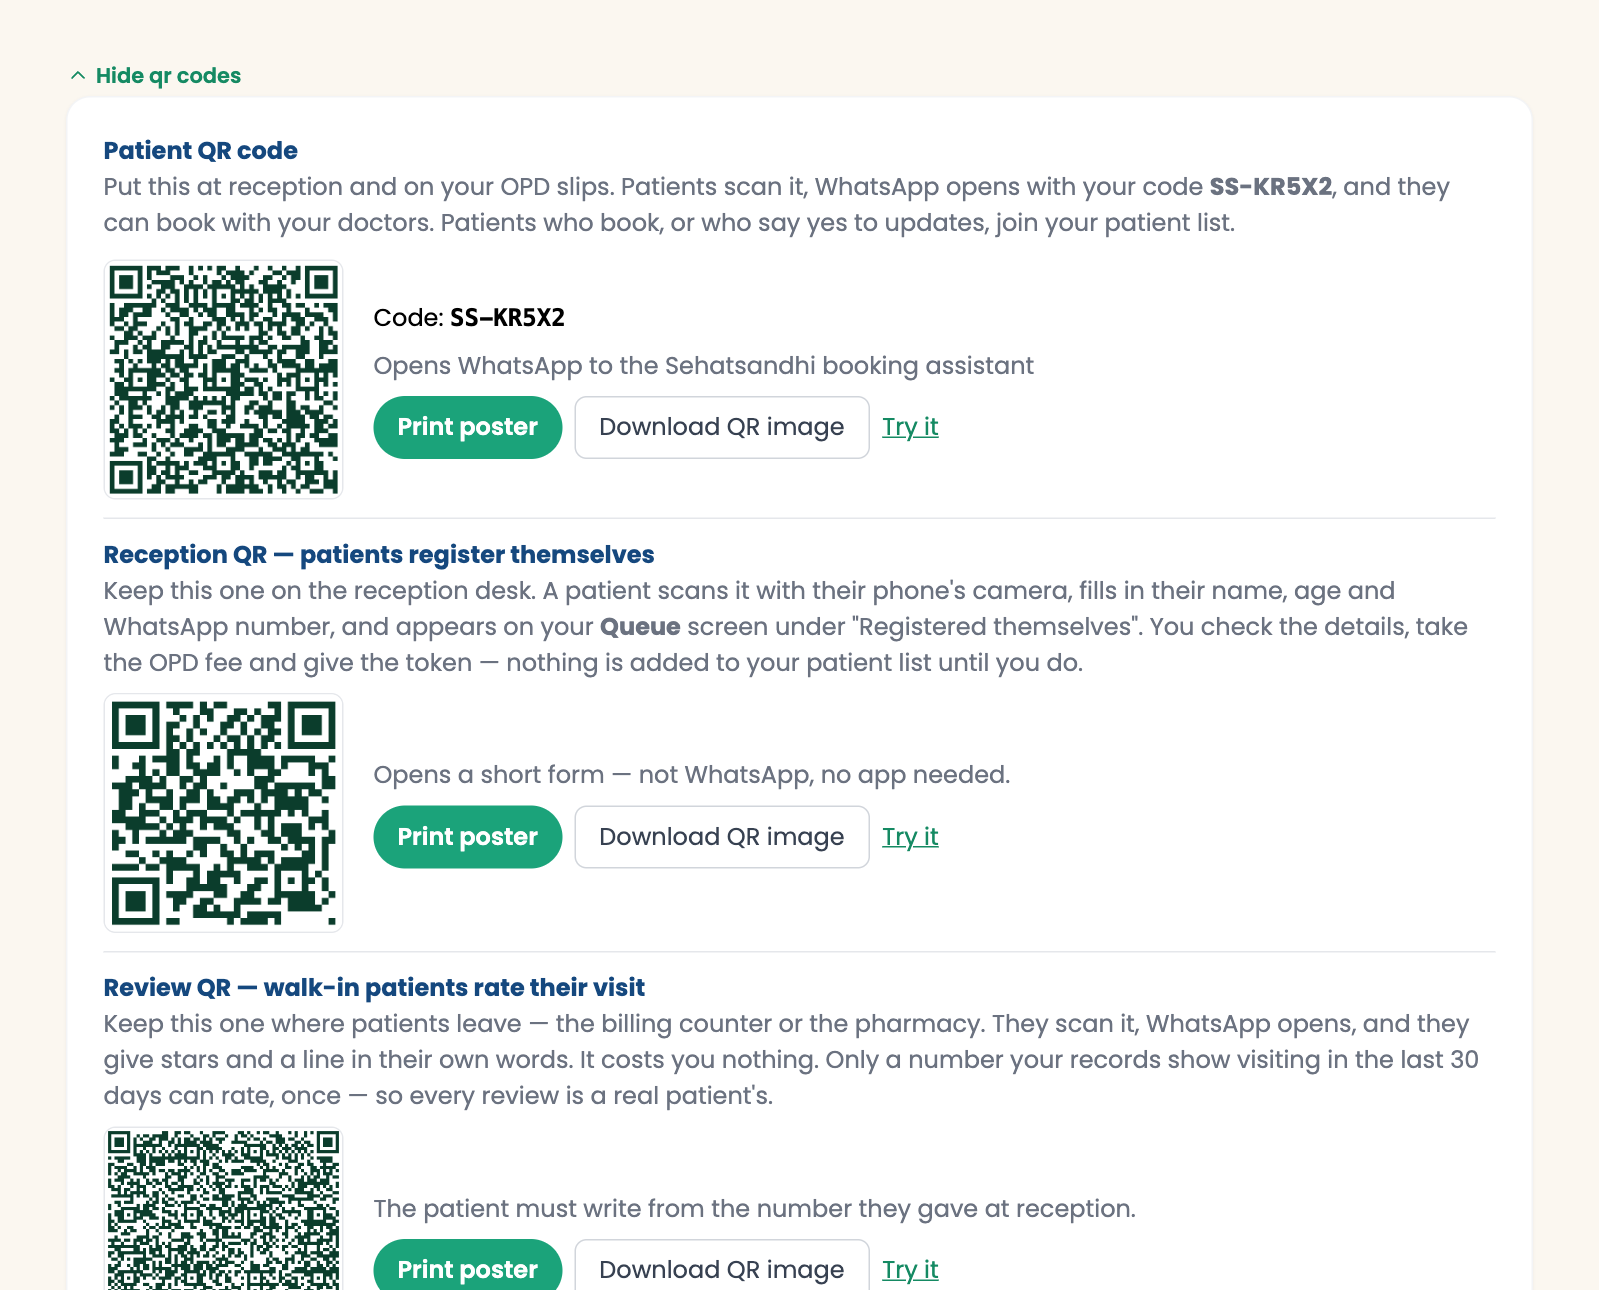 Hide qr codes
Patient QR code
Put this at reception and on your OPD slips. Patients scan it, WhatsApp opens with your code SS-KR5X2, and they
can book with your doctors. Patients who book, or who say yes to updates, join your patient list.
Code: SS-KR5X2
Opens WhatsApp to the Sehatsandhi booking assistant
Print poster Download QR image Try it
Reception QR — patients register themselves
Keep this one on the reception desk. A patient scans it with their phone's camera, fills in their name, age and
WhatsApp number, and appears on your Queue screen under "Registered themselves". You check the details, take
the OPD fee and give the token — nothing is added to your patient list until you do.
Opens a short form — not WhatsApp, no app needed.
Print poster Download QR image Try it
Review QR — walk-in patients rate their visit
Keep this one where patients leave — the billing counter or the pharmacy. They scan it, WhatsApp opens, and they
give stars and a line in their own words. It costs you nothing. Only a number your records show visiting in the last 30
days can rate, once — so every review is a real patient's.
The patient must write from the number they gave at reception.
Print poster Download QR image Try it